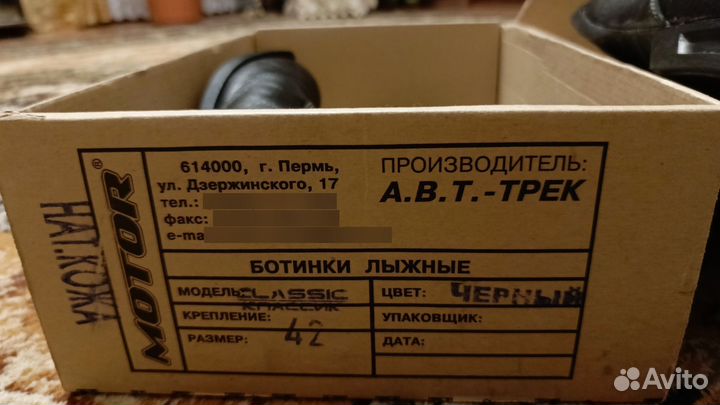 НАТ.КОЖА
MOTOR®
614000, г. Пермь,
ул. Дзержинского, 17
тел.:
факс:
e-ma
ПРОИЗВОДИТЕЛЬ:
А.В.Т.-ТРЕК
БОТИНКИ ЛЫЖНЫЕ
МОДЕЛЬ: CLASSIC
КРЕПЛЕНИЕ:
РАЗМЕР: 42
ЦВЕТ: ЧЕРНЫЙ
УПАКОВЩИК:
ДАТА:
Avito